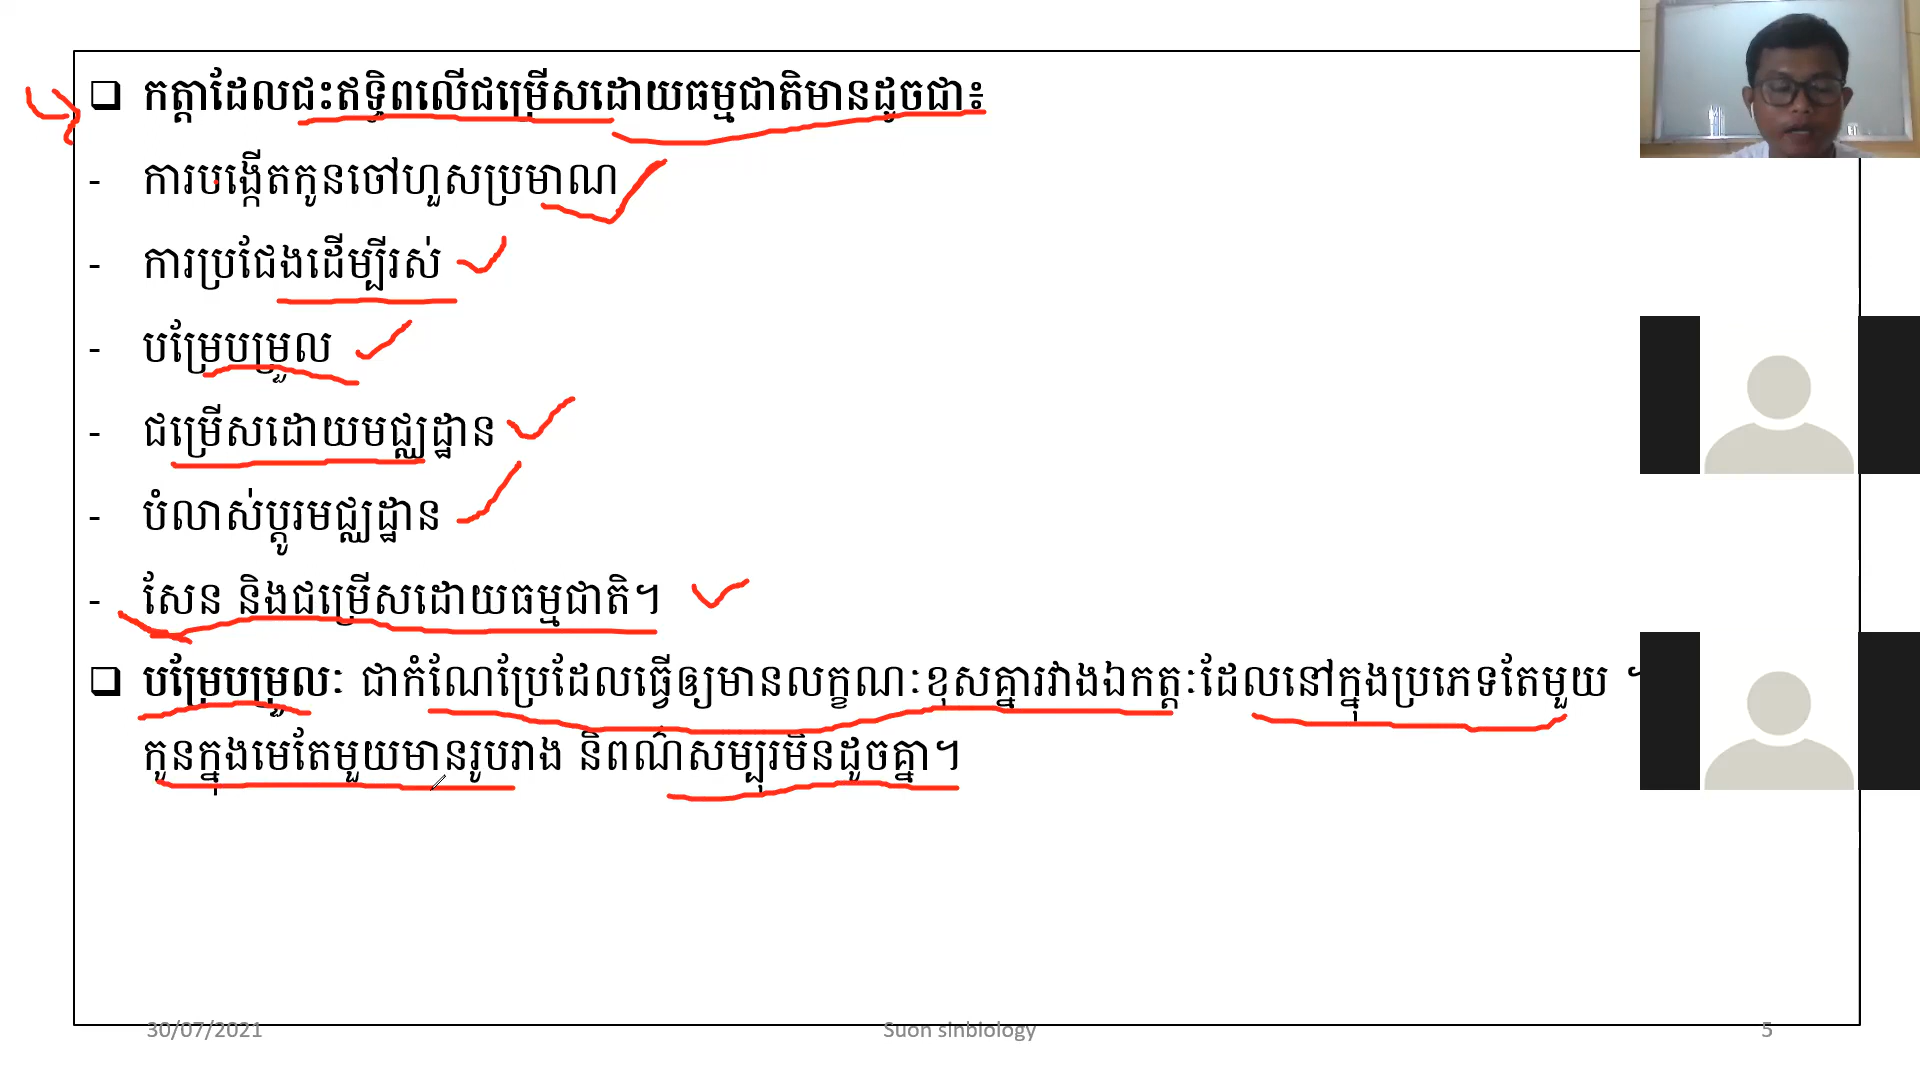 ❑ កត្តាដែលជះឥទ្ធិពលើជម្រើសដោយធម្មជាតិមានដូចជា៖
- ការបង្កើតកូនចៅហួសប្រមាណ
- ការប្រជែងដើម្បីរស់
- បម្រែបម្រួល
- ជម្រើសដោយមជ្ឈដ្ឋាន
- បំលាស់ប្តូរមជ្ឈដ្ឋាន
- សែន និងជម្រើសដោយធម្មជាតិ។
❑ បម្រែបម្រួលៈ ជាកំណែប្រែដែលធ្វើឲ្យមានលក្ខណៈខុសគ្នារវាងឯកត្តៈដែលនៅក្នុងប្រភេទតែមួយ
កូនក្នុងមេតែមួយមានរូបរាង និពណ៌សម្បុរមិនដូចគ្នា។
30/07/2021
Suon sinbiology
5